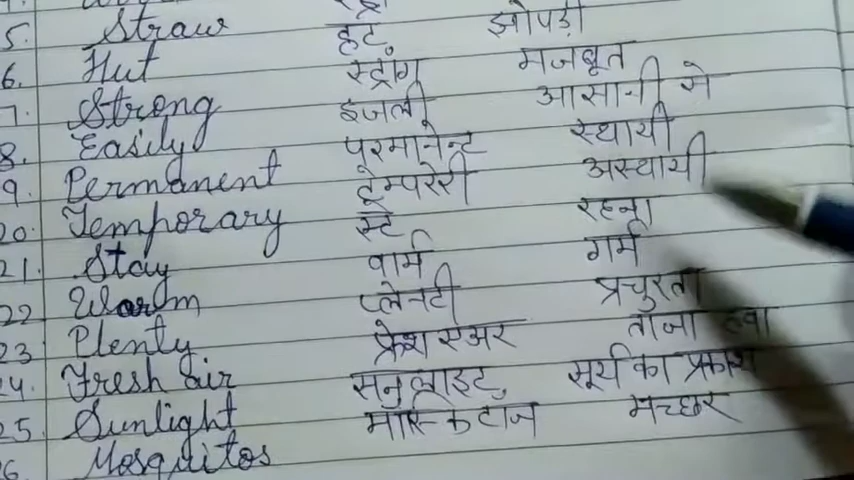 5. Straw
6. Hut हट झोपड़ी
7. Strong स्ट्रांग मजबूत
8. Easily इजली आसानी से
9. Permanent परमानेन्ट स्थायी
20. Temporary टेम्परेरी अस्थायी
21. Stay स्टे रहना
22 Warm वार्म गर्म
23 Plenty प्लेनटी प्रचुरता
24. Fresh air फ्रेश एअर ताजा हवा
25. Sunlight सनलाइट सूर्य का प्रकाश
26. Mosquitos मास्कटाज मच्छर